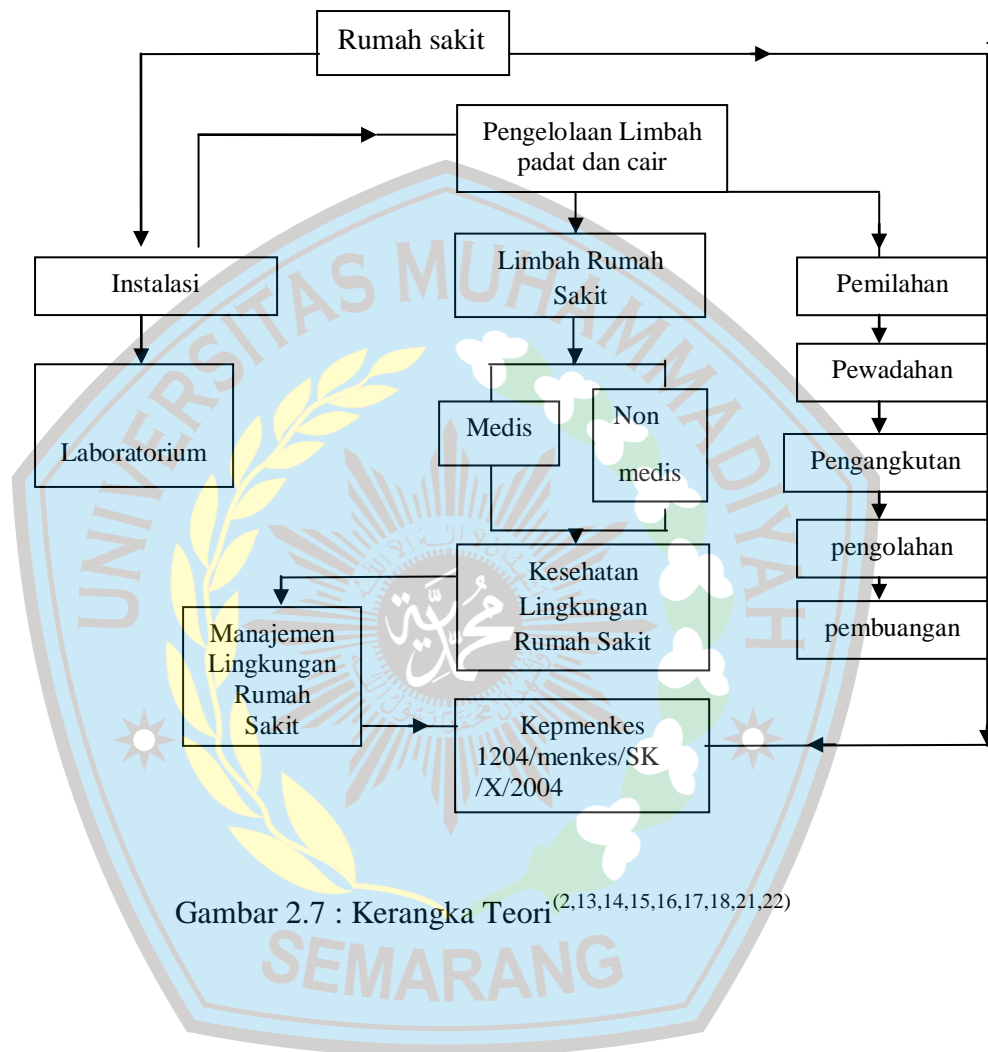 Rumah sakit
Pengelolaan Limbah
padat dan cair
Instalasi
Limbah Rumah
Sakit
Pemilahan
Laboratorium
Medis
Non
medis
Pewadahan
Pengangkutan
pengolahan
pembuangan
Kesehatan
Lingkungan
Rumah Sakit
Manajemen
Lingkungan
Rumah
Sakit
Kepmenkes
1204/menkes/SK
/X/2004
Gambar 2.7 : Kerangka Teori(2,13,14,15,16,17,18,21,22)
UNIVERSITAS MUHAMMADIYAH
SEMARANG